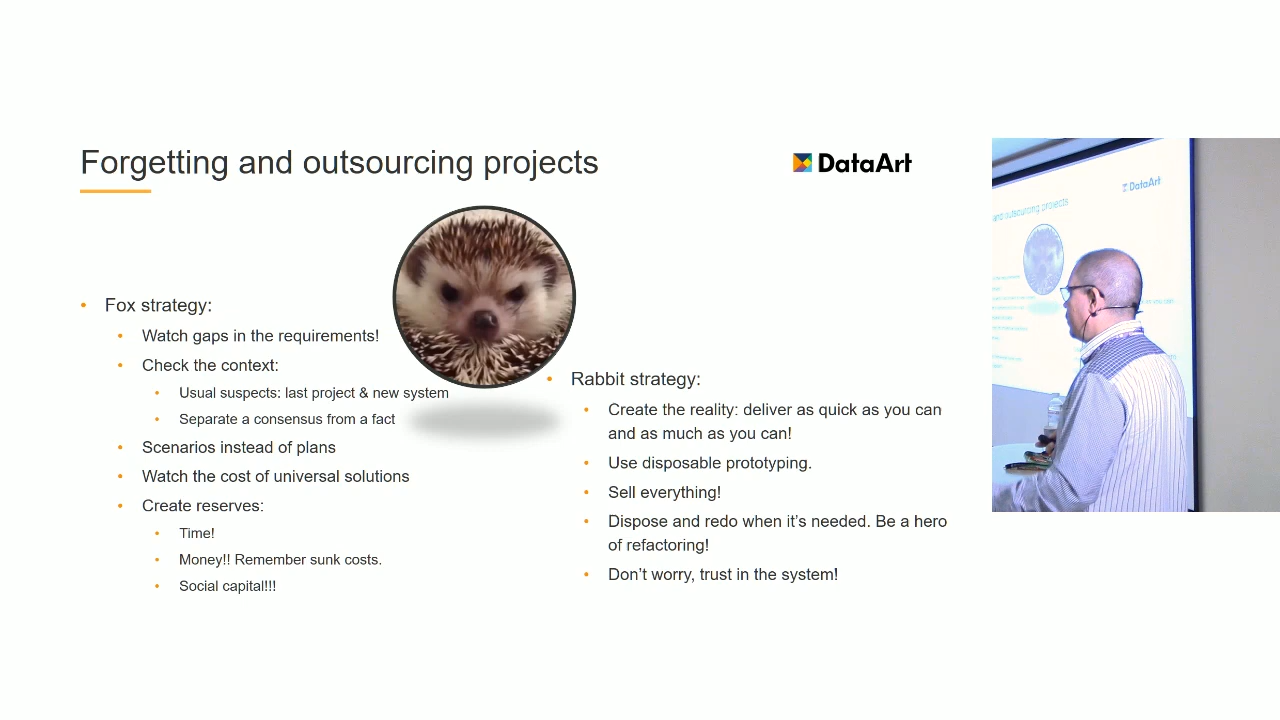 Forgetting and outsourcing projects
DataArt
• Fox strategy:
• Watch gaps in the requirements!
• Check the context:
• Usual suspects: last project & new system
• Separate a consensus from a fact
• Scenarios instead of plans
• Watch the cost of universal solutions
• Create reserves:
• Time!
• Money!! Remember sunk costs.
• Social capital!!!
• Rabbit strategy:
• Create the reality: deliver as quick as you can
and as much as you can!
• Use disposable prototyping.
• Sell everything!
• Dispose and redo when it’s needed. Be a hero
of refactoring!
• Don’t worry, trust in the system!
DataArt
and outsourcing projects